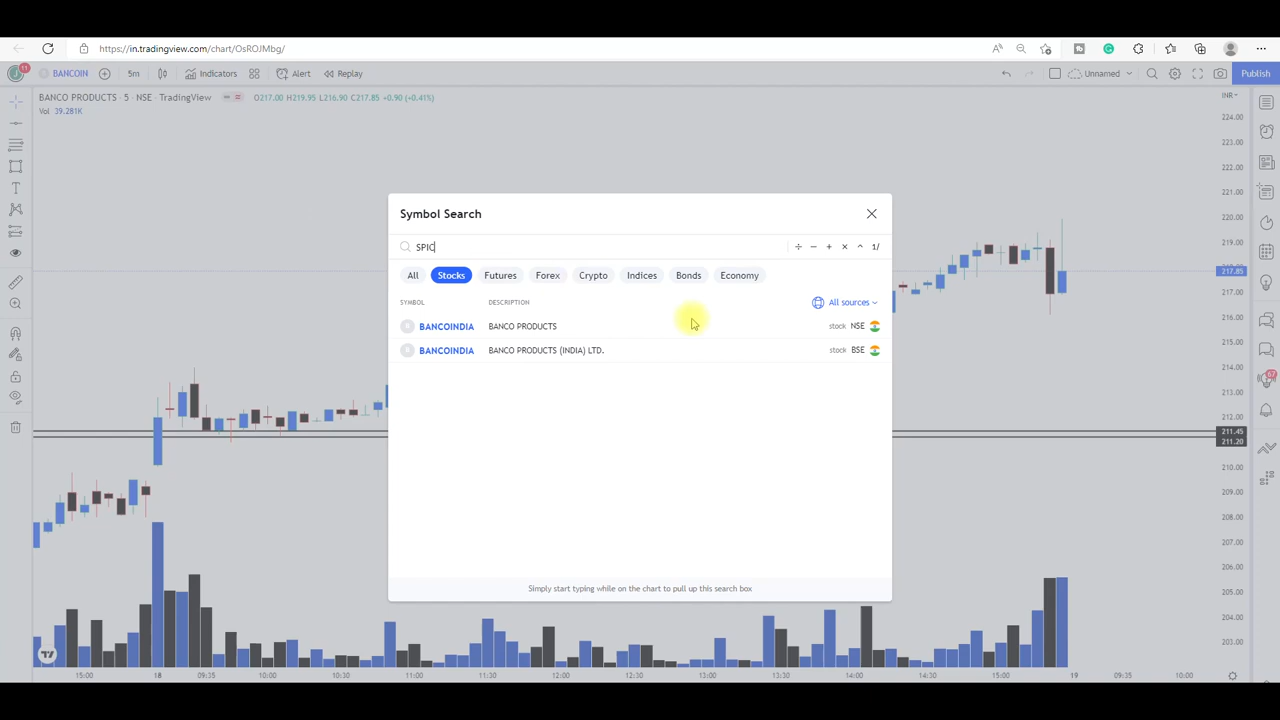 https://in.tradingview.com/chart/OsROJMbg/
11
BANCOIN
5m
Indicators
Alert
Replay
Unnamed
Publish
BANCO PRODUCTS · 5 · NSE · TradingView
O217.00 H219.95 L216.90 C217.85 +0.90 (+0.41%)
INR
Vol 39.281K
224.00
223.00
222.00
221.00
220.00
219.00
218.00
217.85
217.00
216.00
215.00
214.00
213.00
212.00
211.45
211.20
210.00
209.00
208.00
207.00
206.00
205.00
204.00
203.00
Symbol Search
SPIC
1/
All
Stocks
Futures
Forex
Crypto
Indices
Bonds
Economy
SYMBOL
DESCRIPTION
All sources
BANCOINDIA BANCO PRODUCTS stock NSE
BANCOINDIA BANCO PRODUCTS (INDIA) LTD. stock BSE
Simply start typing while on the chart to pull up this search box
67
15:00
18
09:35
10:00
10:30
11:00
11:30
12:00
12:30
13:00
13:30
14:00
14:30
15:00
19
09:35
10:00